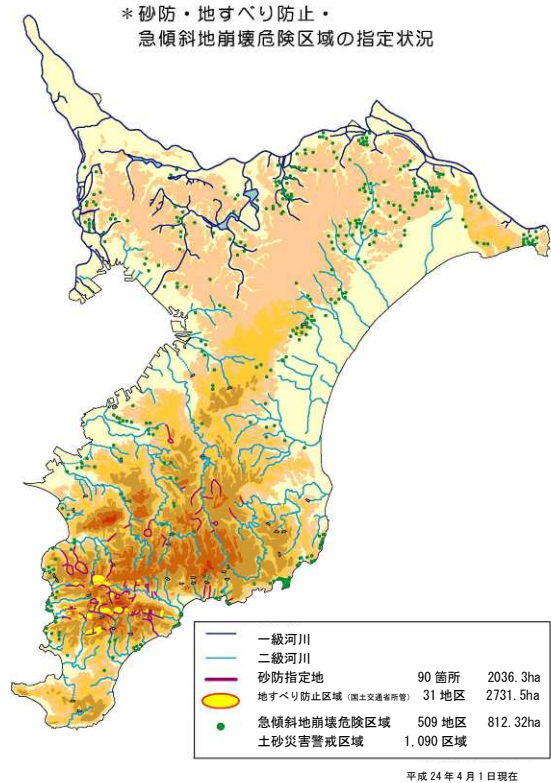 ＊砂防・地すべり防止・
急傾斜地崩壊危険区域の指定状況
一級河川
二級河川
砂防指定地 90 箇所 2036.3ha
地すべり防止区域（国土交通省所管） 31 地区 2731.5ha
急傾斜地崩壊危険区域 509 地区 812.32ha
土砂災害警戒区域 1,090 区域
平成 24 年 4 月 1 日現在